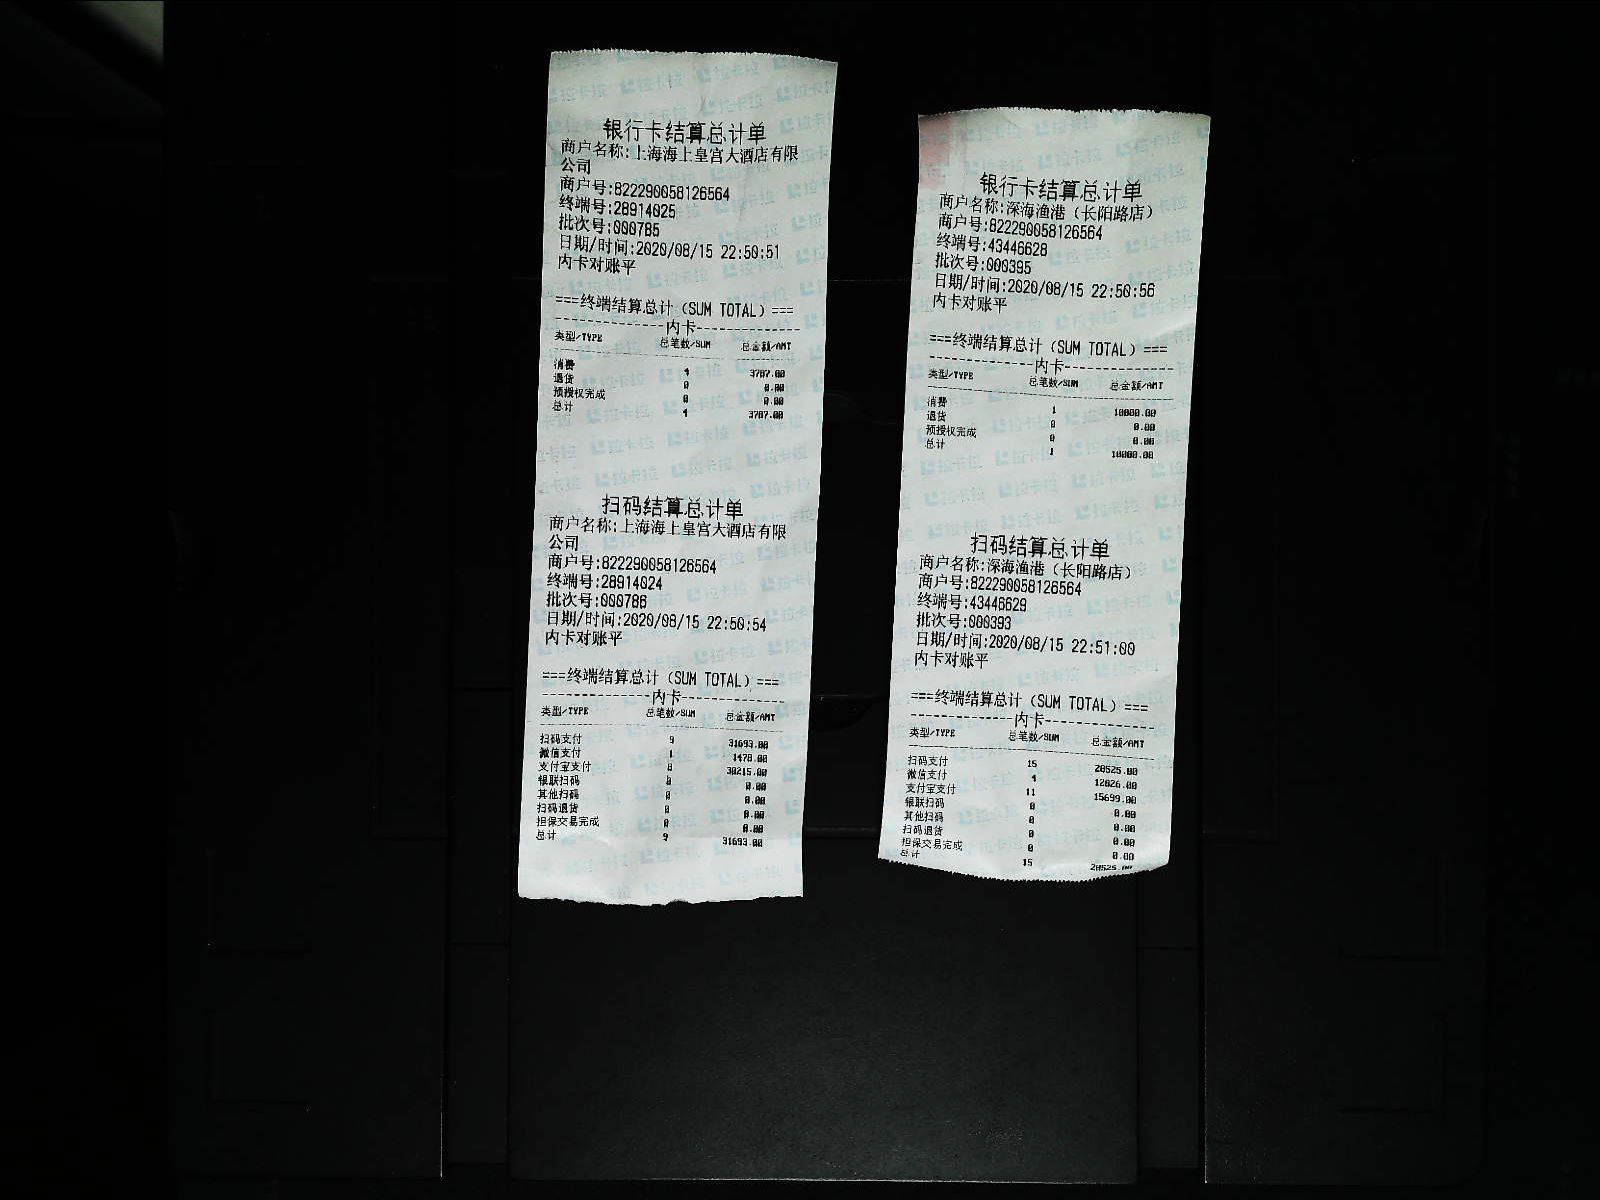 银行卡结算总计单
商户名称:上海海上皇宫大酒店有限
公司
商户号:822290058126564
终端号:28914025
批次号:000785
日期/时间:2020/08/15 22:50:51
内卡对账平
===终端结算总计（SUM TOTAL）===
内卡
类型/TYPE 总笔数/SUM 总金额/AMT
消费 4 3787.00
退货 0 0.00
预授权完成 0 0.00
总计 4 3787.00
扫码结算总计单
商户名称:上海海上皇宫大酒店有限
公司
商户号:822290058126564
终端号:28914024
批次号:000786
日期/时间:2020/08/15 22:50:54
内卡对账平
===终端结算总计（SUM TOTAL）===
内卡
类型/TYPE 总笔数/SUM 总金额/AMT
扫码支付 9 31693.00
微信支付 1 1478.00
支付宝支付 8 30215.00
银联扫码 0 0.00
其他扫码 0 0.00
扫码退货 0 0.00
担保交易完成 0 0.00
总计 9 31693.00
银行卡结算总计单
商户名称:深海渔港（长阳路店）
商户号:822290058126564
终端号:43446628
批次号:000395
日期/时间:2020/08/15 22:50:56
内卡对账平
===终端结算总计（SUM TOTAL）===
内卡
类型/TYPE 总笔数/SUM 总金额/AMT
消费 1 10000.00
退货 0 0.00
预授权完成 0 0.00
总计 1 10000.00
扫码结算总计单
商户名称:深海渔港（长阳路店）
商户号:822290058126564
终端号:43446629
批次号:000393
日期/时间:2020/08/15 22:51:00
内卡对账平
===终端结算总计（SUM TOTAL）===
内卡
类型/TYPE 总笔数/SUM 总金额/AMT
扫码支付 15 28525.00
微信支付 4 12826.00
支付宝支付 11 15699.00
银联扫码 0 0.00
其他扫码 0 0.00
扫码退货 0 0.00
担保交易完成 0 0.00
总计 15 28525.00